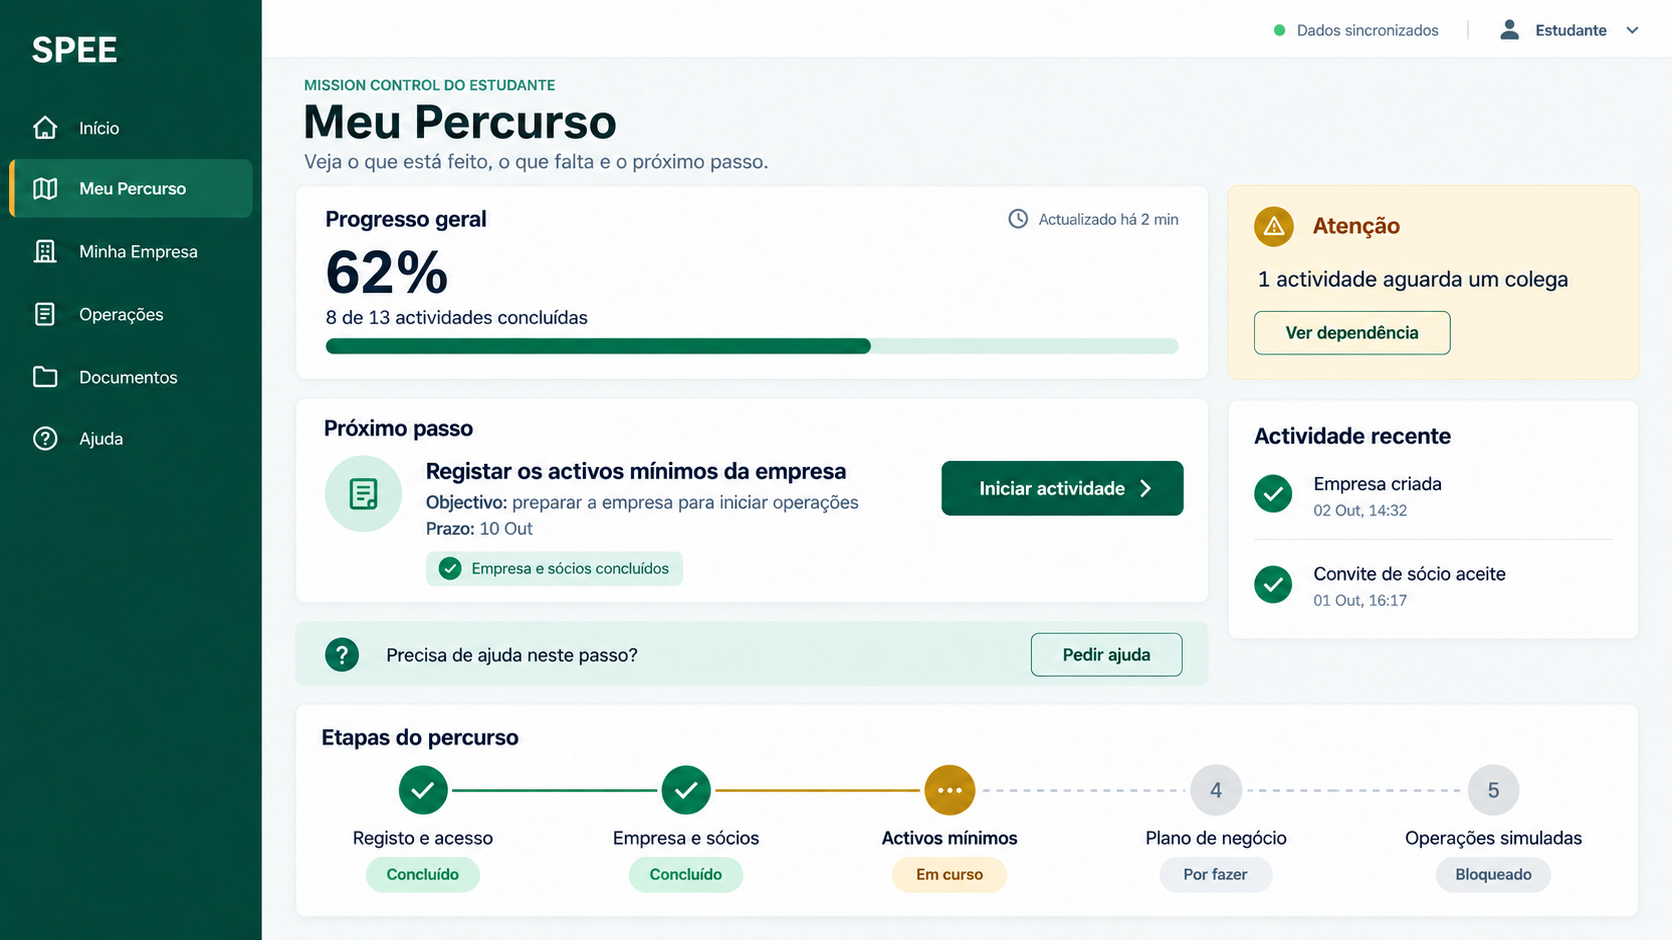 SPEE
Início
Meu Percurso
Minha Empresa
Operações
Documentos
Ajuda
Dados sincronizados
Estudante
MISSION CONTROL DO ESTUDANTE
Meu Percurso
Veja o que está feito, o que falta e o próximo passo.
Progresso geral
Actualizado há 2 min
62%
8 de 13 actividades concluídas
Atenção
1 actividade aguarda um colega
Ver dependência
Próximo passo
Registar os activos mínimos da empresa
Objectivo: preparar a empresa para iniciar operações
Prazo: 10 Out
Empresa e sócios concluídos
Iniciar actividade
Actividade recente
Empresa criada
02 Out, 14:32
Convite de sócio aceite
01 Out, 16:17
?
Precisa de ajuda neste passo?
Pedir ajuda
Etapas do percurso
4
5
Registo e acesso
Empresa e sócios
Activos mínimos
Plano de negócio
Operações simuladas
Concluído
Concluído
Em curso
Por fazer
Bloqueado